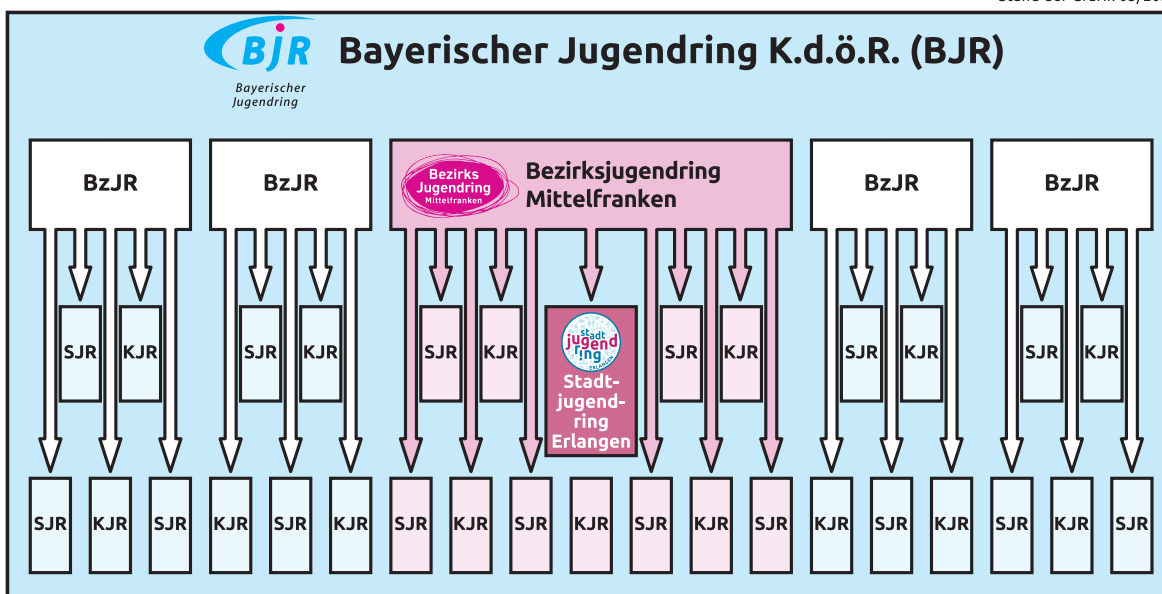 BJR
Bayerischer
Jugendring
Bayerischer Jugendring K.d.ö.R. (BJR)
BzJR
BzJR
Bezirks
Jugendring
Mittelfranken
Bezirksjugendring
Mittelfranken
BzJR
BzJR
SJR KJR SJR KJR SJR KJR
stadt
jugend
ring
ERLANGEN
Stadt-
jugend-
ring
Erlangen
SJR KJR SJR KJR SJR KJR
SJR KJR SJR KJR SJR KJR SJR KJR SJR KJR SJR KJR SJR KJR SJR KJR SJR KJR SJR